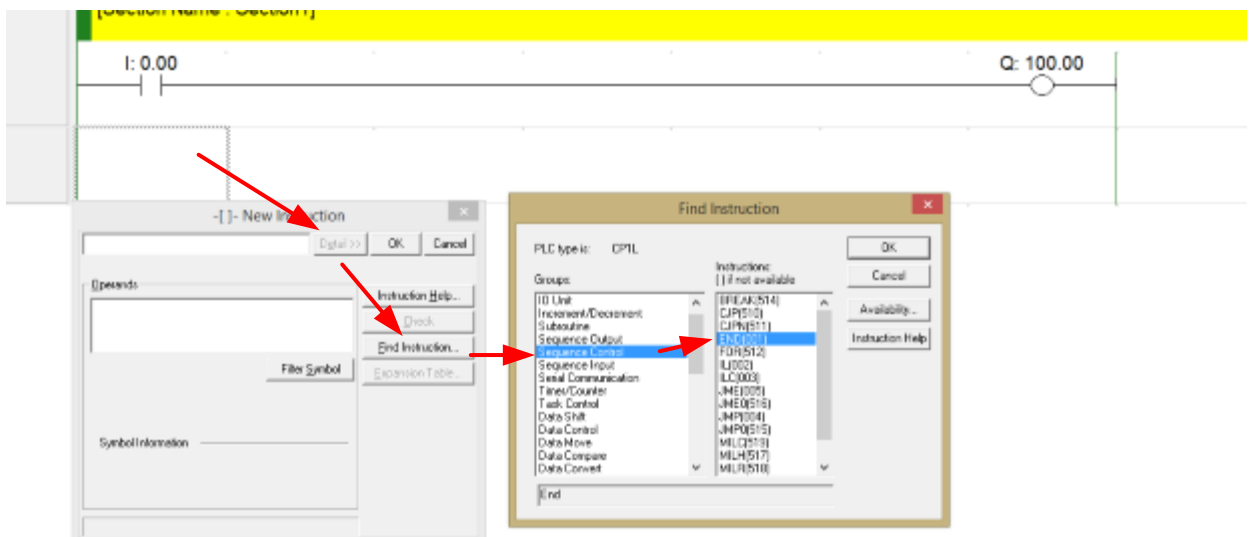 [Section Name : Section1]
I: 0.00
Q: 100.00
-[ ]- New Instruction
Detail >>
OK
Cancel
Operands
Instruction Help...
Check
Find Instruction...
Filter Symbol
Expansion Table...
Symbol Information
Find Instruction
PLC type is: CP1L
OK
Groups:
Instructions:
[ ] if not available
Cancel
IO Unit
Increment/Decrement
Subroutine
Sequence Output
Sequence Control
Sequence Input
Serial Communication
Timer/Counter
Task Control
Data Shift
Data Control
Data Move
Data Compare
Data Convert
BREAK(514)
CJP(510)
CJPN(511)
END(001)
FOR(512)
IL(002)
ILC(003)
JME(005)
JME0(516)
JMP(004)
JMP0(515)
MILC(519)
MILH(517)
MILR(518)
Availability...
Instruction Help
End